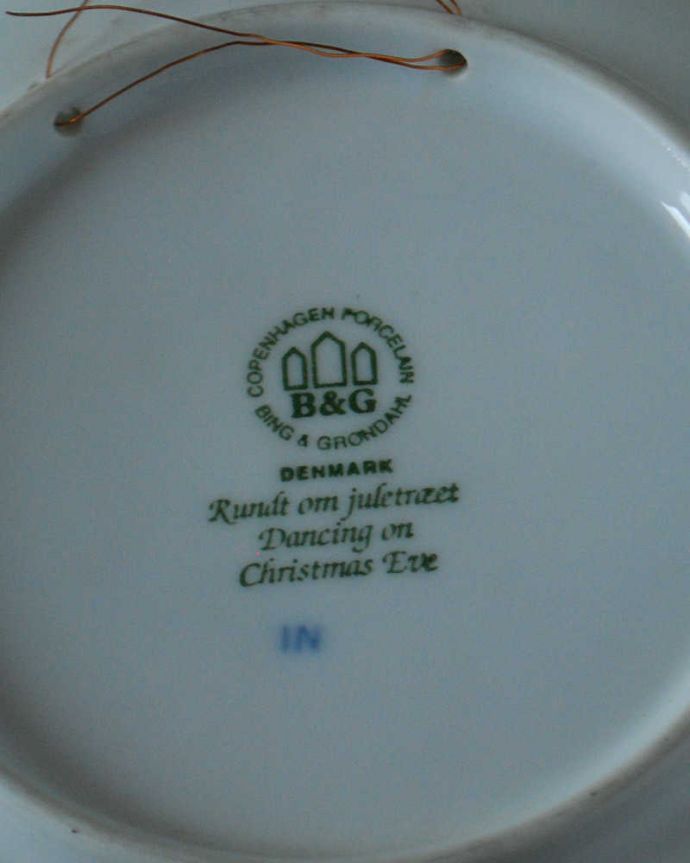 COPENHAGEN PORCELAIN
B&G
BING & GRONDAHL
DENMARK
Rundt om juletræet
Dancing on
Christmas Eve
IN